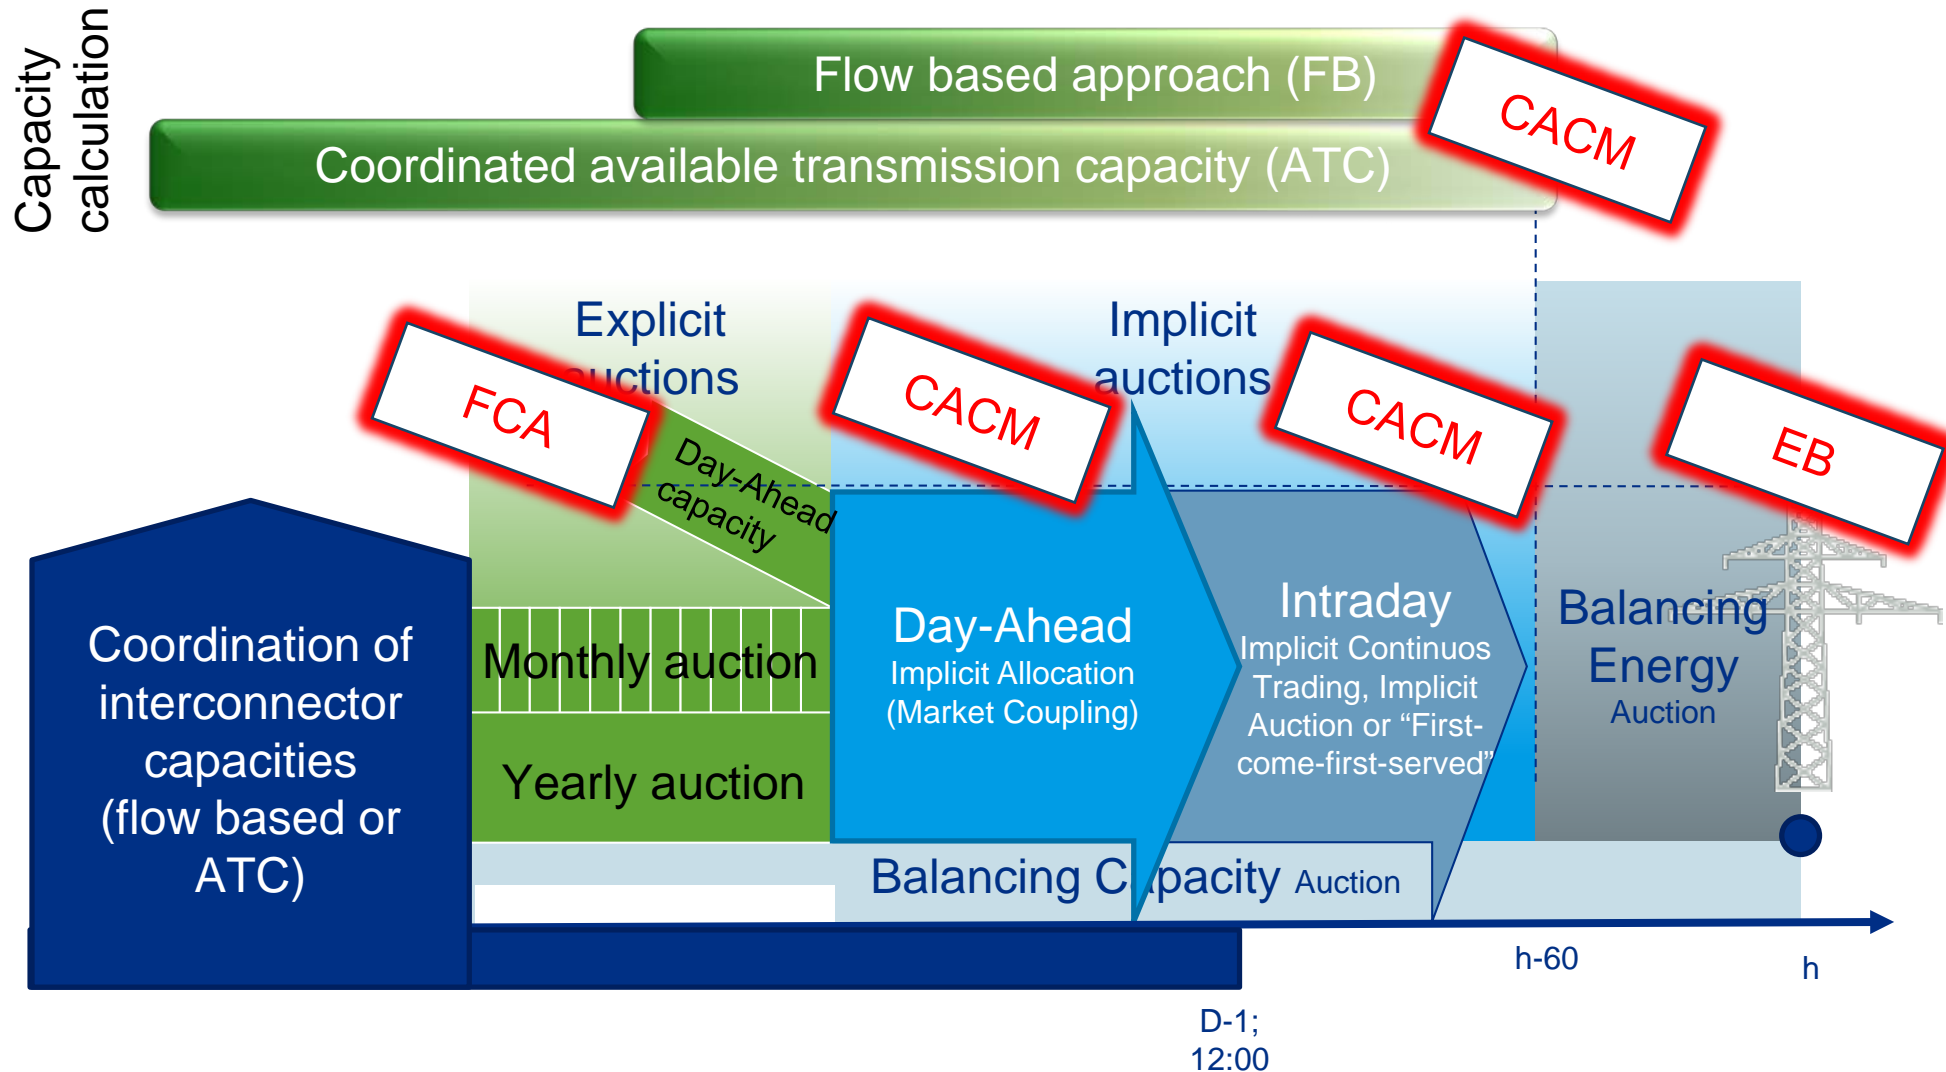 Capacity
calculation
Flow based approach (FB)
Coordinated available transmission capacity (ATC)
CACM
Explicit
auctions
Implicit
auctions
FCA
CACM
CACM
EB
Day-Ahead
capacity
Monthly auction
Yearly auction
Coordination of
interconnector
capacities
(flow based or
ATC)
Day-Ahead
Implicit Allocation
(Market Coupling)
Intraday
Implicit Continuos
Trading, Implicit
Auction or “First-
come-first-served”
Balancing
Energy
Auction
Balancing Capacity Auction
h-60
h
D-1;
12:00